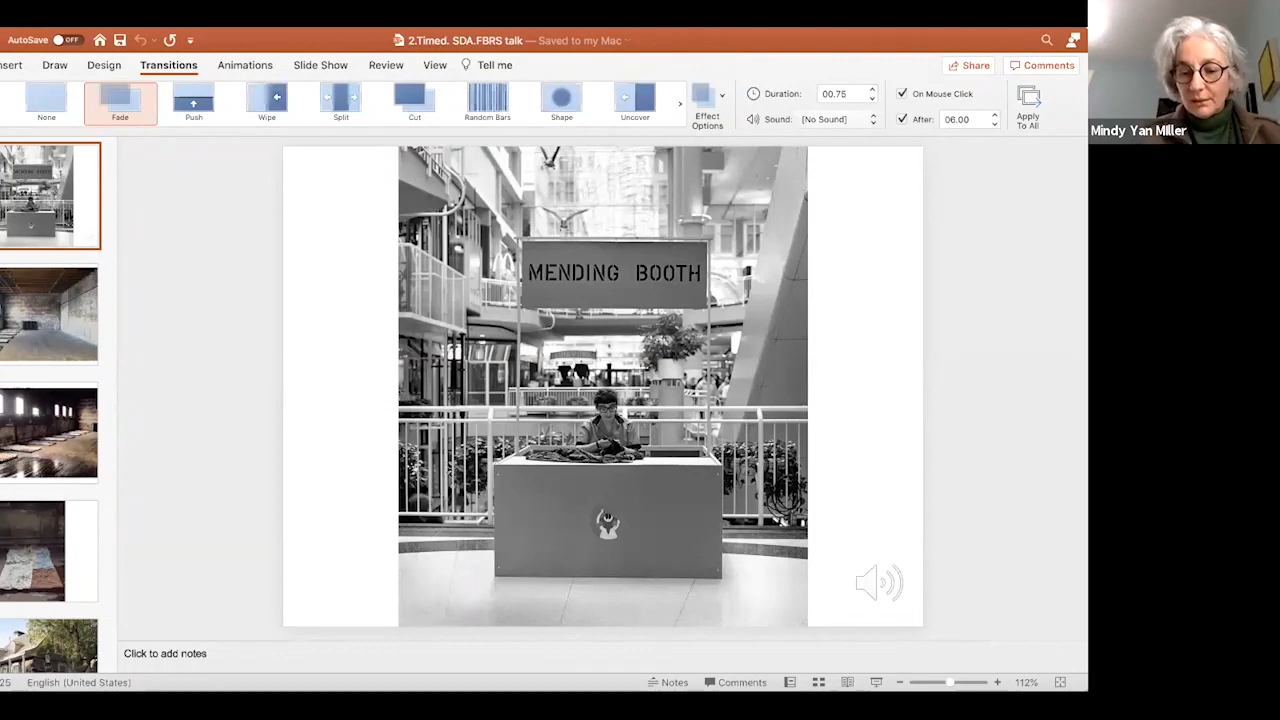 AutoSave OFF
2.Timed. SDA.FBRS talk — Saved to my Mac
nsert Draw Design Transitions Animations Slide Show Review View Tell me
Share Comments
None Fade Push Wipe Split Cut Random Bars Shape Uncover
Effect Options
Duration: 00.75
Sound: [No Sound]
On Mouse Click
After: 06.00
Apply To All
Mindy Yan Miller
MENDING BOOTH
MENDING BOOTH
Click to add notes
25 English (United States)
Notes Comments 112%